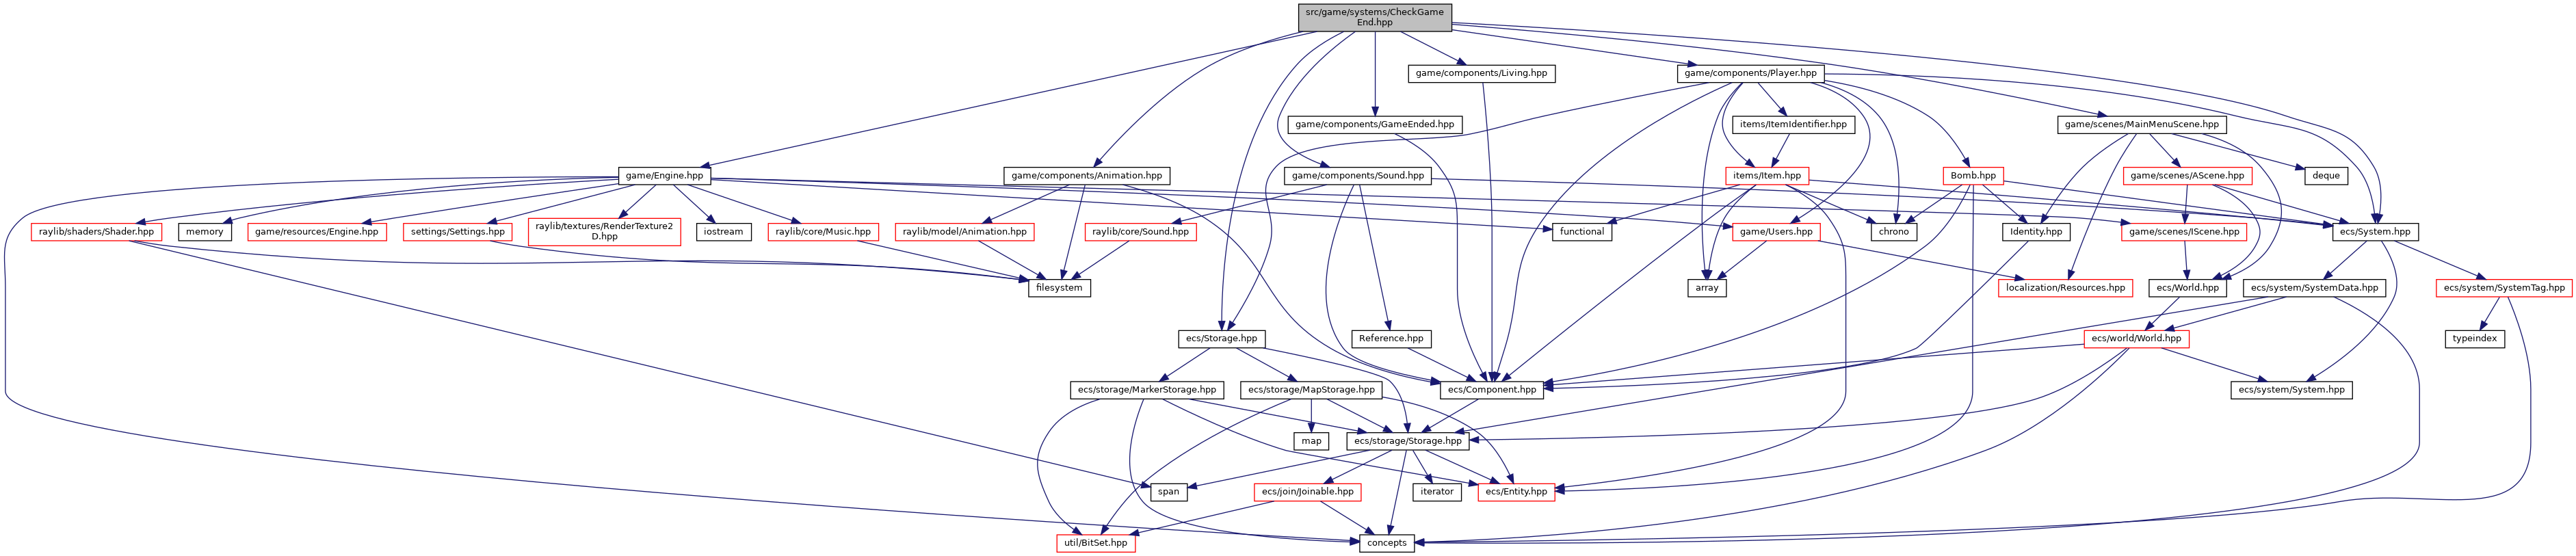 src/game/systems/CheckGame
End.hpp
game/components/Living.hpp
game/components/Player.hpp
game/components/GameEnded.hpp
items/ItemIdentifier.hpp
game/scenes/MainMenuScene.hpp
game/Engine.hpp
game/components/Animation.hpp
game/components/Sound.hpp
items/Item.hpp
Bomb.hpp
game/scenes/AScene.hpp
deque
raylib/shaders/Shader.hpp
memory
game/resources/Engine.hpp
settings/Settings.hpp
raylib/textures/RenderTexture2
D.hpp
iostream
raylib/core/Music.hpp
raylib/model/Animation.hpp
raylib/core/Sound.hpp
functional
game/Users.hpp
chrono
Identity.hpp
game/scenes/IScene.hpp
ecs/System.hpp
filesystem
array
localization/Resources.hpp
ecs/World.hpp
ecs/system/SystemData.hpp
ecs/system/SystemTag.hpp
ecs/Storage.hpp
Reference.hpp
ecs/world/World.hpp
typeindex
ecs/storage/MarkerStorage.hpp
ecs/storage/MapStorage.hpp
ecs/Component.hpp
ecs/system/System.hpp
map
ecs/storage/Storage.hpp
span
ecs/join/Joinable.hpp
iterator
ecs/Entity.hpp
util/BitSet.hpp
concepts